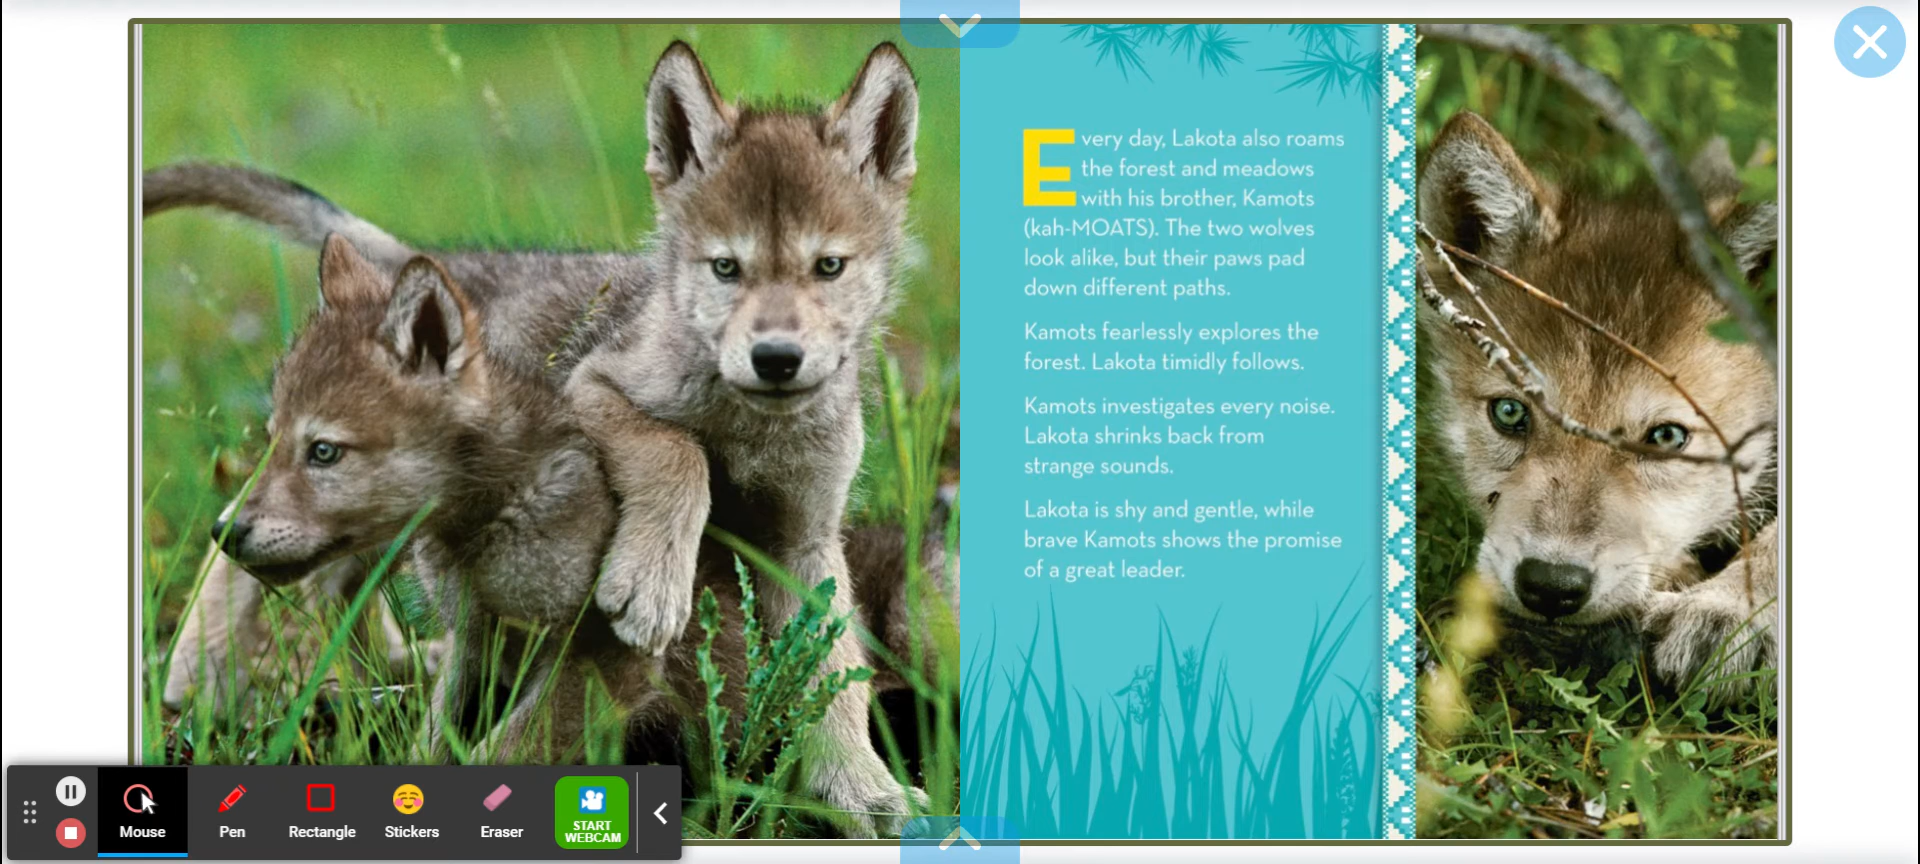 Every day, Lakota also roams
the forest and meadows
with his brother, Kamots
(kah-MOATS). The two wolves
look alike, but their paws pad
down different paths.
Kamots fearlessly explores the
forest. Lakota timidly follows.
Kamots investigates every noise.
Lakota shrinks back from
strange sounds.
Lakota is shy and gentle, while
brave Kamots shows the promise
of a great leader.
Mouse
Pen
Rectangle
Stickers
Eraser
START
WEBCAM